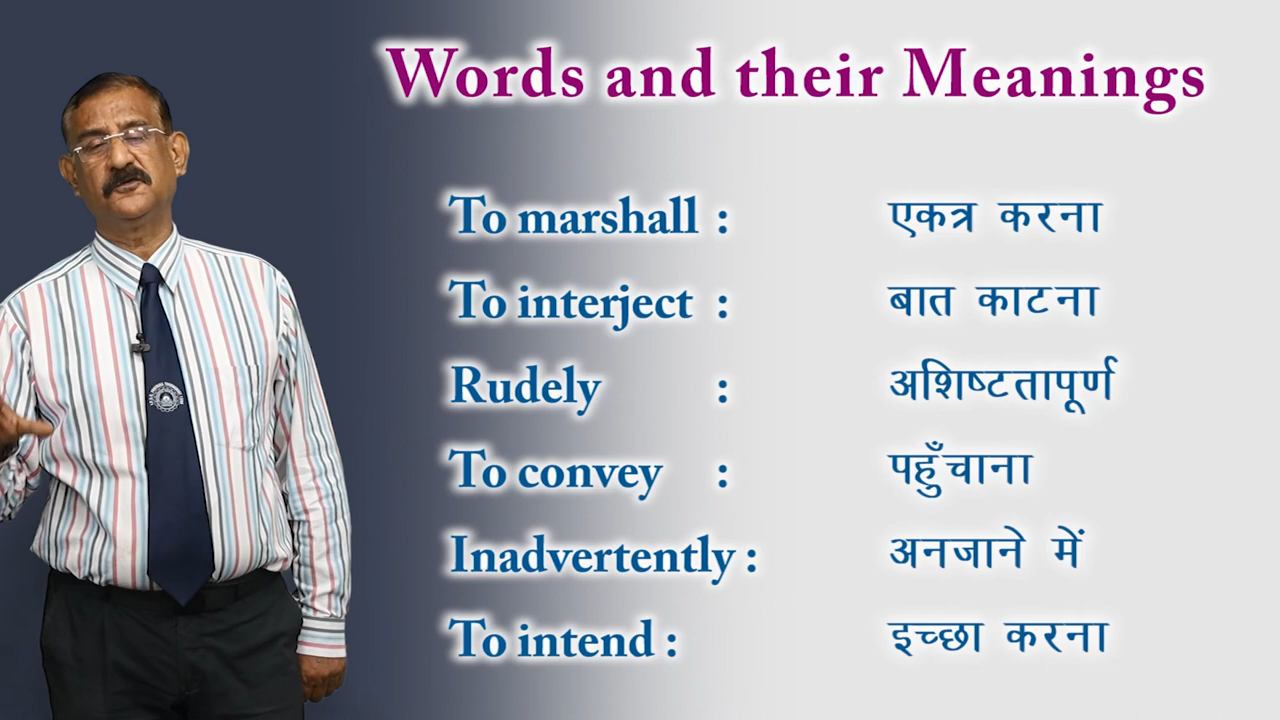 Words and their Meanings
To marshall : एकत्र करना
To interject : बात काटना
Rudely : अशिष्टतापूर्ण
To convey : पहुँचाना
Inadvertently : अनजाने में
To intend : इच्छा करना